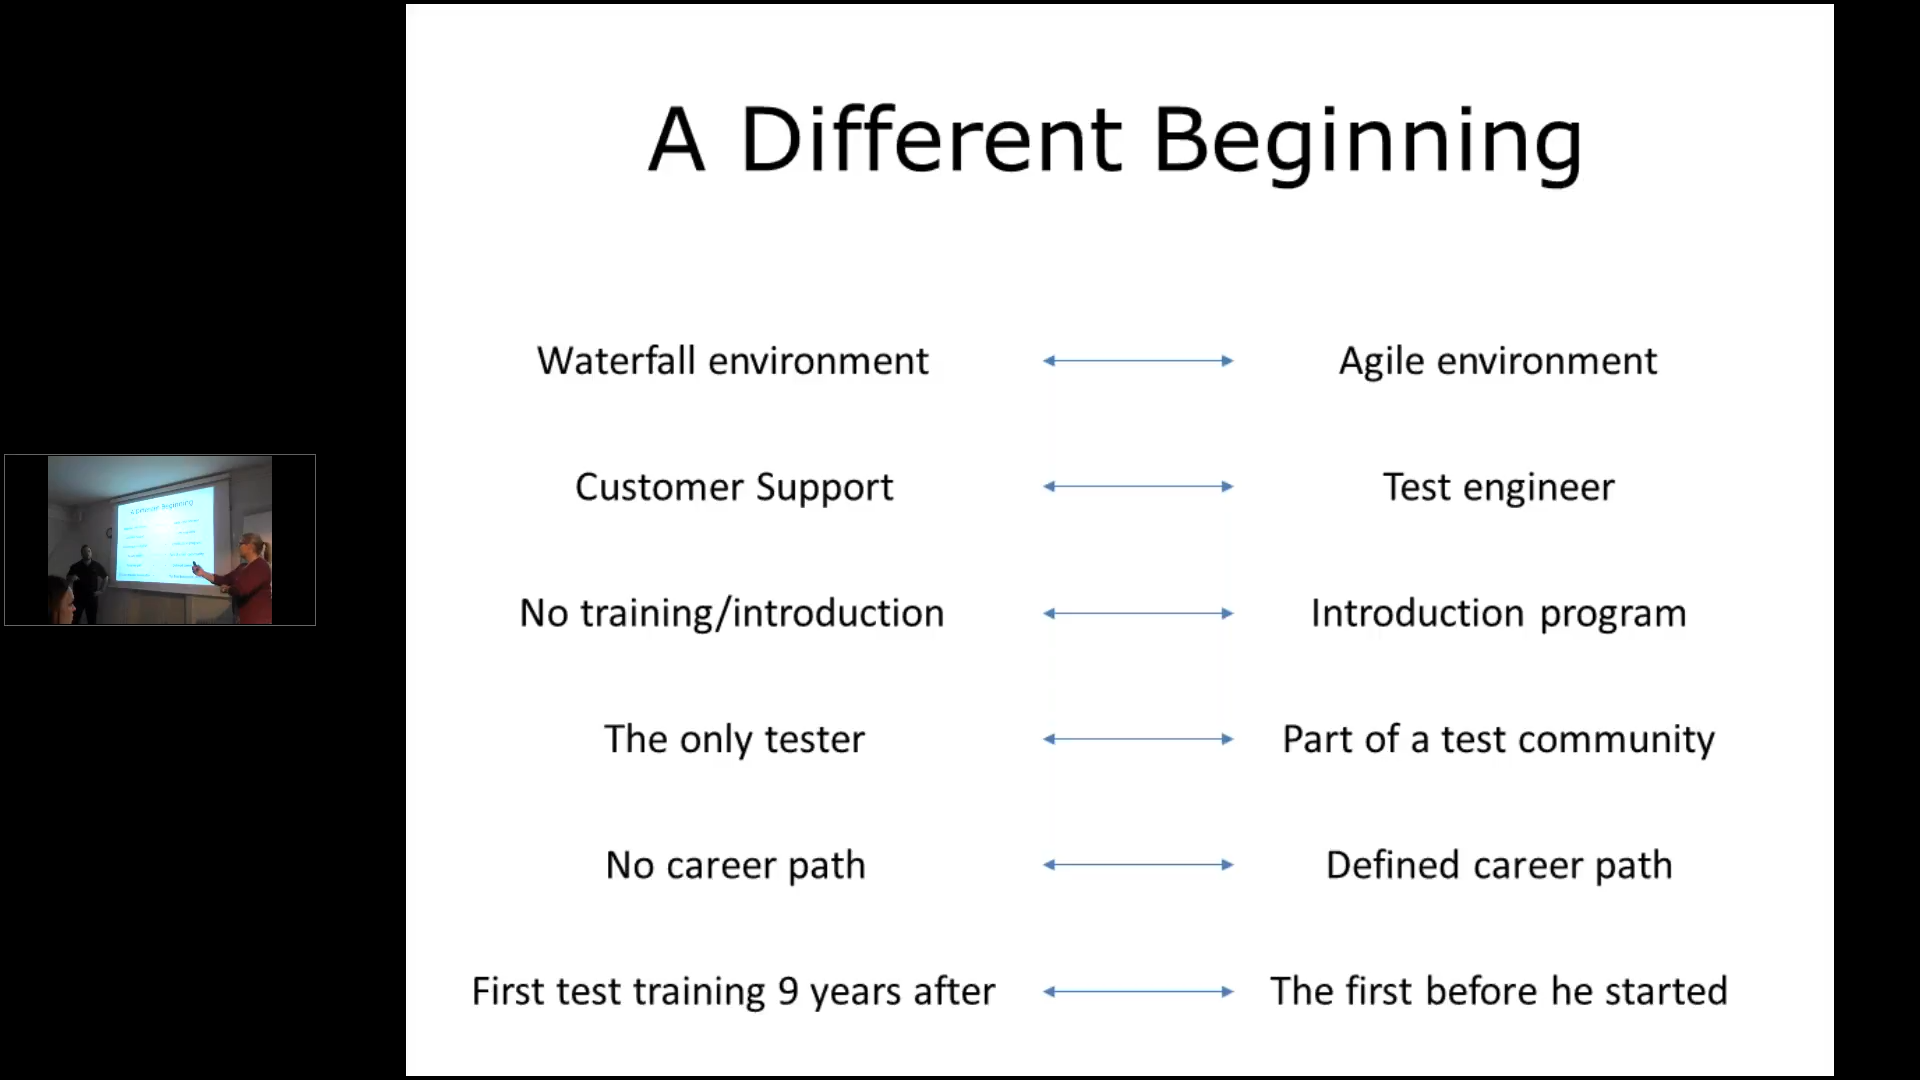 A Different Beginning
Waterfall environment
Agile environment
Customer Support
Test engineer
No training/introduction
Introduction program
The only tester
Part of a test community
No career path
Defined career path
First test training 9 years after
The first before he started
A Different Beginning